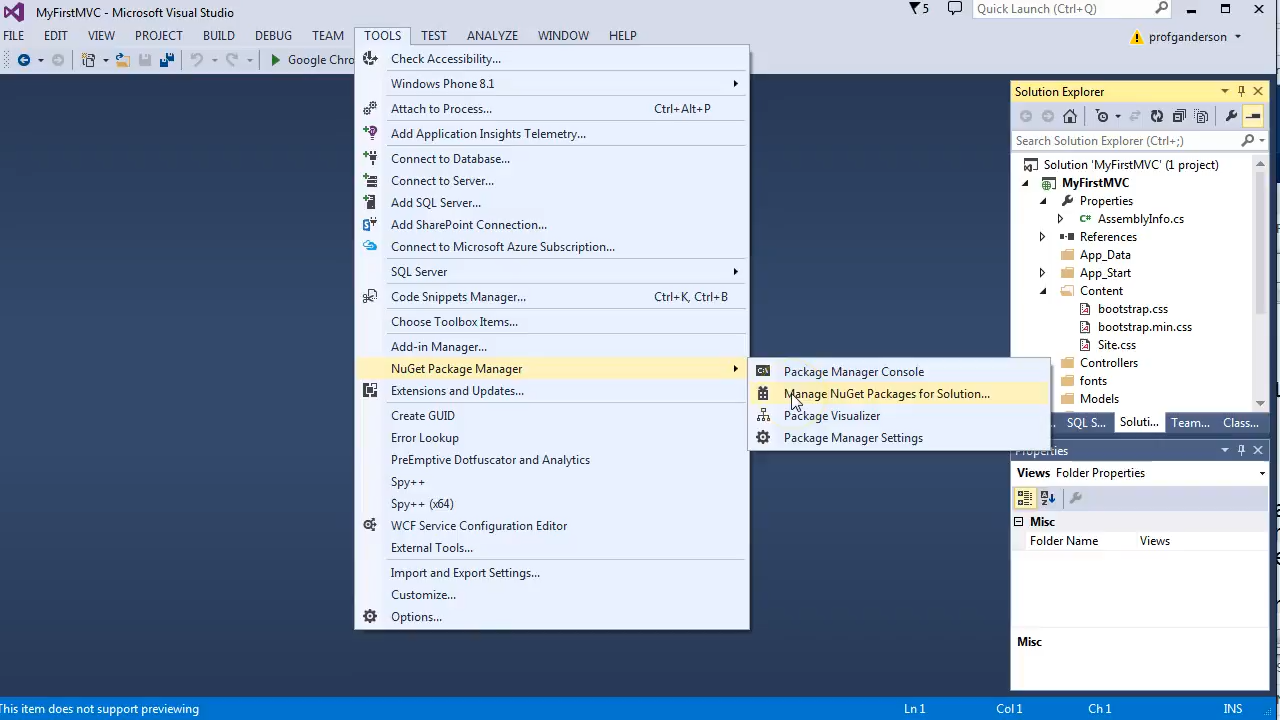 MyFirstMVC - Microsoft Visual Studio
5
Quick Launch (Ctrl+Q)
FILE EDIT VIEW PROJECT BUILD DEBUG TEAM TOOLS TEST ANALYZE WINDOW HELP
profganderson
Google Chro
Check Accessibility...
Windows Phone 8.1
Attach to Process... Ctrl+Alt+P
Add Application Insights Telemetry...
Connect to Database...
Connect to Server...
Add SQL Server...
Add SharePoint Connection...
Connect to Microsoft Azure Subscription...
SQL Server
Code Snippets Manager... Ctrl+K, Ctrl+B
Choose Toolbox Items...
Add-in Manager...
NuGet Package Manager
Extensions and Updates...
Create GUID
Error Lookup
PreEmptive Dotfuscator and Analytics
Spy++
Spy++ (x64)
WCF Service Configuration Editor
External Tools...
Import and Export Settings...
Customize...
Options...
Package Manager Console
Manage NuGet Packages for Solution...
Package Visualizer
Package Manager Settings
Solution Explorer
Search Solution Explorer (Ctrl+;)
Solution 'MyFirstMVC' (1 project)
MyFirstMVC
Properties
AssemblyInfo.cs
References
App_Data
App_Start
Content
bootstrap.css
bootstrap.min.css
Site.css
Controllers
fonts
Models
SQL S... Soluti... Team... Class...
Properties
Views Folder Properties
Misc
Folder Name Views
Misc
This item does not support previewing
Ln 1 Col 1 Ch 1 INS